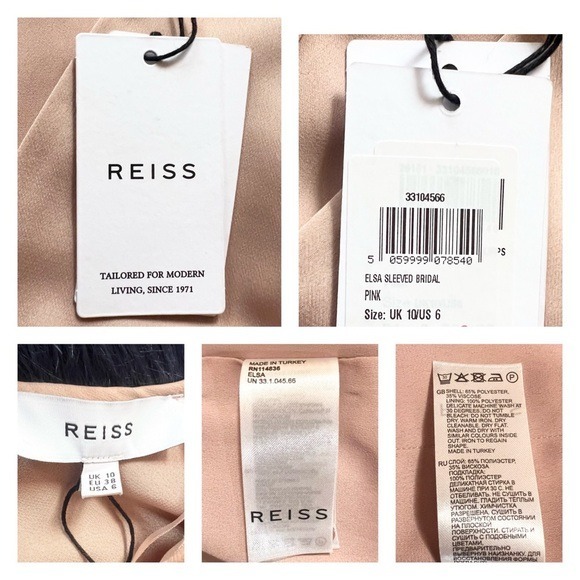 REISS
TAILORED FOR MODERN
LIVING, SINCE 1971
33104566
5 059999 078540
ELSA SLEEVED BRIDAL
PINK
Size: UK 10/US 6
PS
REISS
UK 10
EU 38
USA 6
MADE IN TURKEY
RN114836
ELSA
UN 33.1.045.66
REISS
GB SHELL: 65% POLYESTER,
35% VISCOSE
LINING: 100% POLYESTER
DELICATE MACHINE WASH AT
30 DEGREES. DO NOT
BLEACH. DO NOT TUMBLE
DRY. WARM IRON. DRY
CLEANABLE. DRY FLAT.
WASH AND DRY WITH
SIMILAR COLOURS INSIDE
OUT. IRON TO REGAIN
SHAPE.
MADE IN TURKEY
RU СЛОЙ: 65% ПОЛИЭСТЕР,
35% ВИСКОЗА
ПОДКЛАДКА:
100% ПОЛИЭСТЕР
ДЕЛИКАТНАЯ СТИРКА В
МАШИНЕ ПРИ 30 С. НЕ
ОТБЕЛИВАТЬ. НЕ СУШИТЬ В
МАШИНЕ. ГЛАДИТЬ ТЁПЛЫМ
УТЮГОМ. ХИМЧИСТКА
РАЗРЕШЕНА. СУШИТЬ В
РАЗВЕРНУТОМ СОСТОЯНИИ
НА ПЛОСКОЙ
ПОВЕРХНОСТИ. СТИРАТЬ И
СУШИТЬ С ПОДОБНЫМИ
ЦВЕТАМИ,
ПРЕДВАРИТЕЛЬНО
ВЫВЕРНУВ НАИЗНАНКУ. ДЛЯ